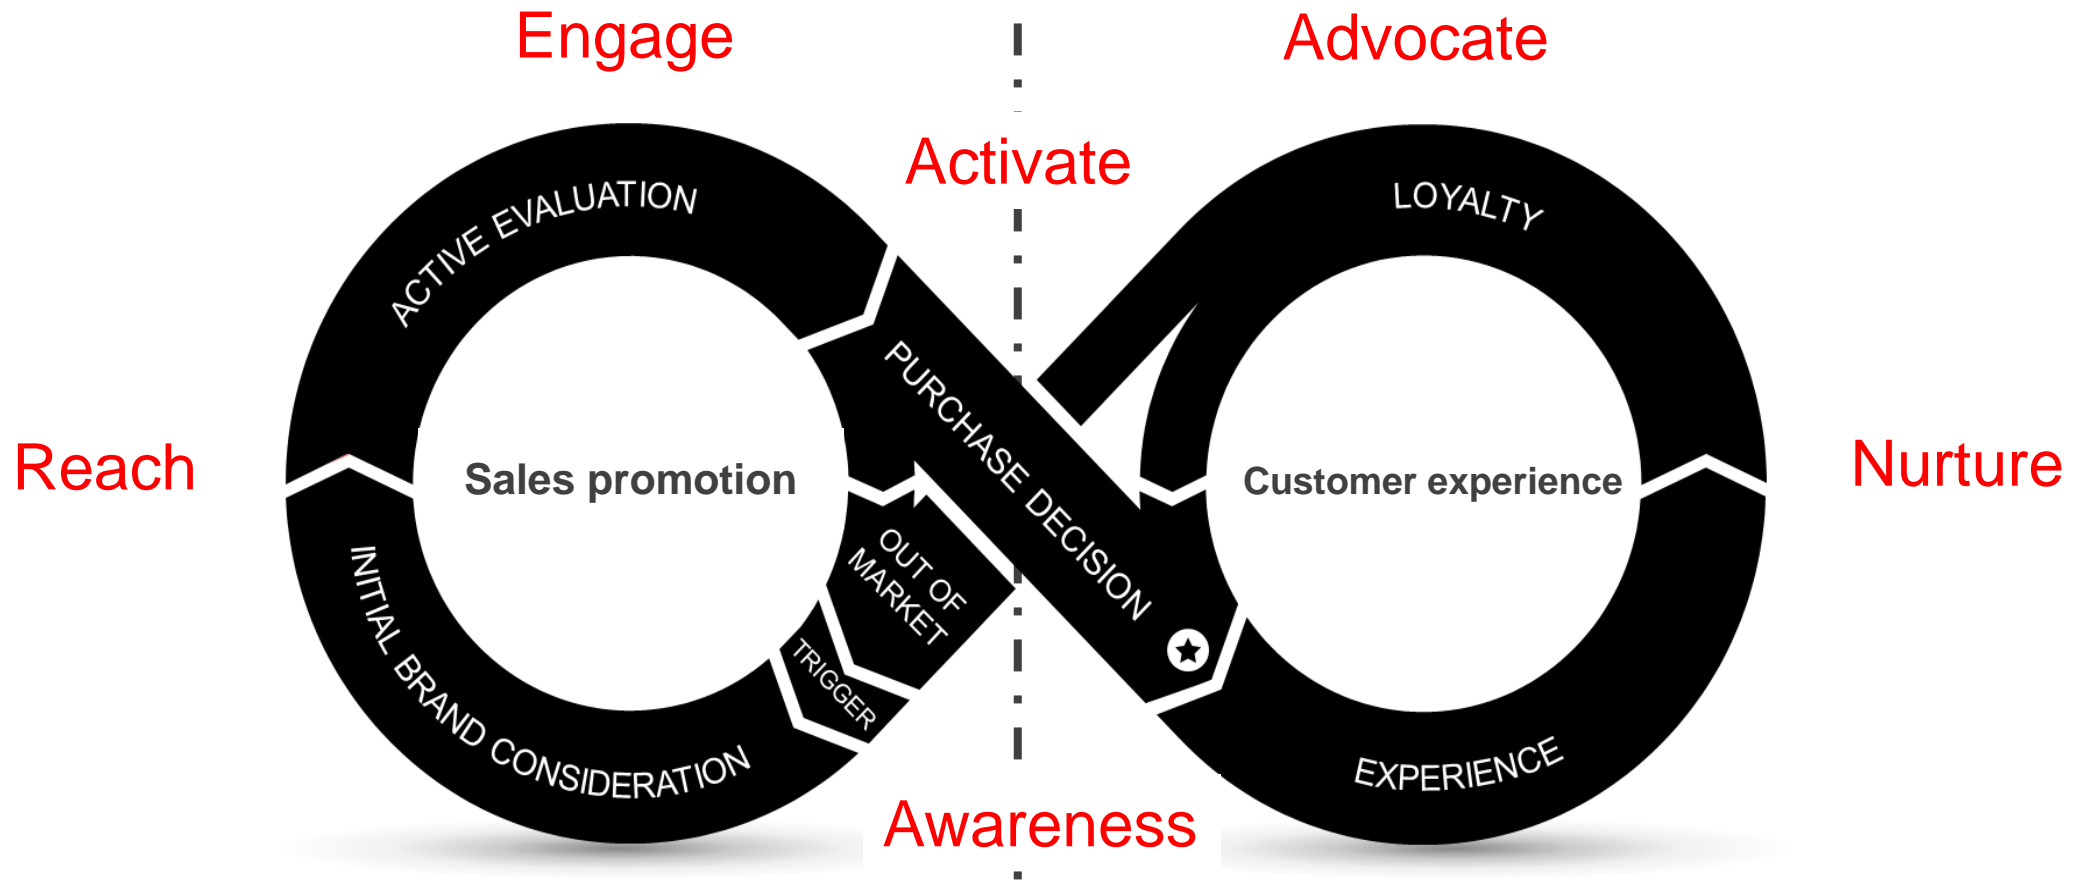 Engage
Advocate
Activate
ACTIVE EVALUATION
LOYALTY
PURCHASE DECISION
Reach
Sales promotion
Customer experience
Nurture
OUT OF
MARKET
TRIGGER
INITIAL BRAND CONSIDERATION
EXPERIENCE
Awareness